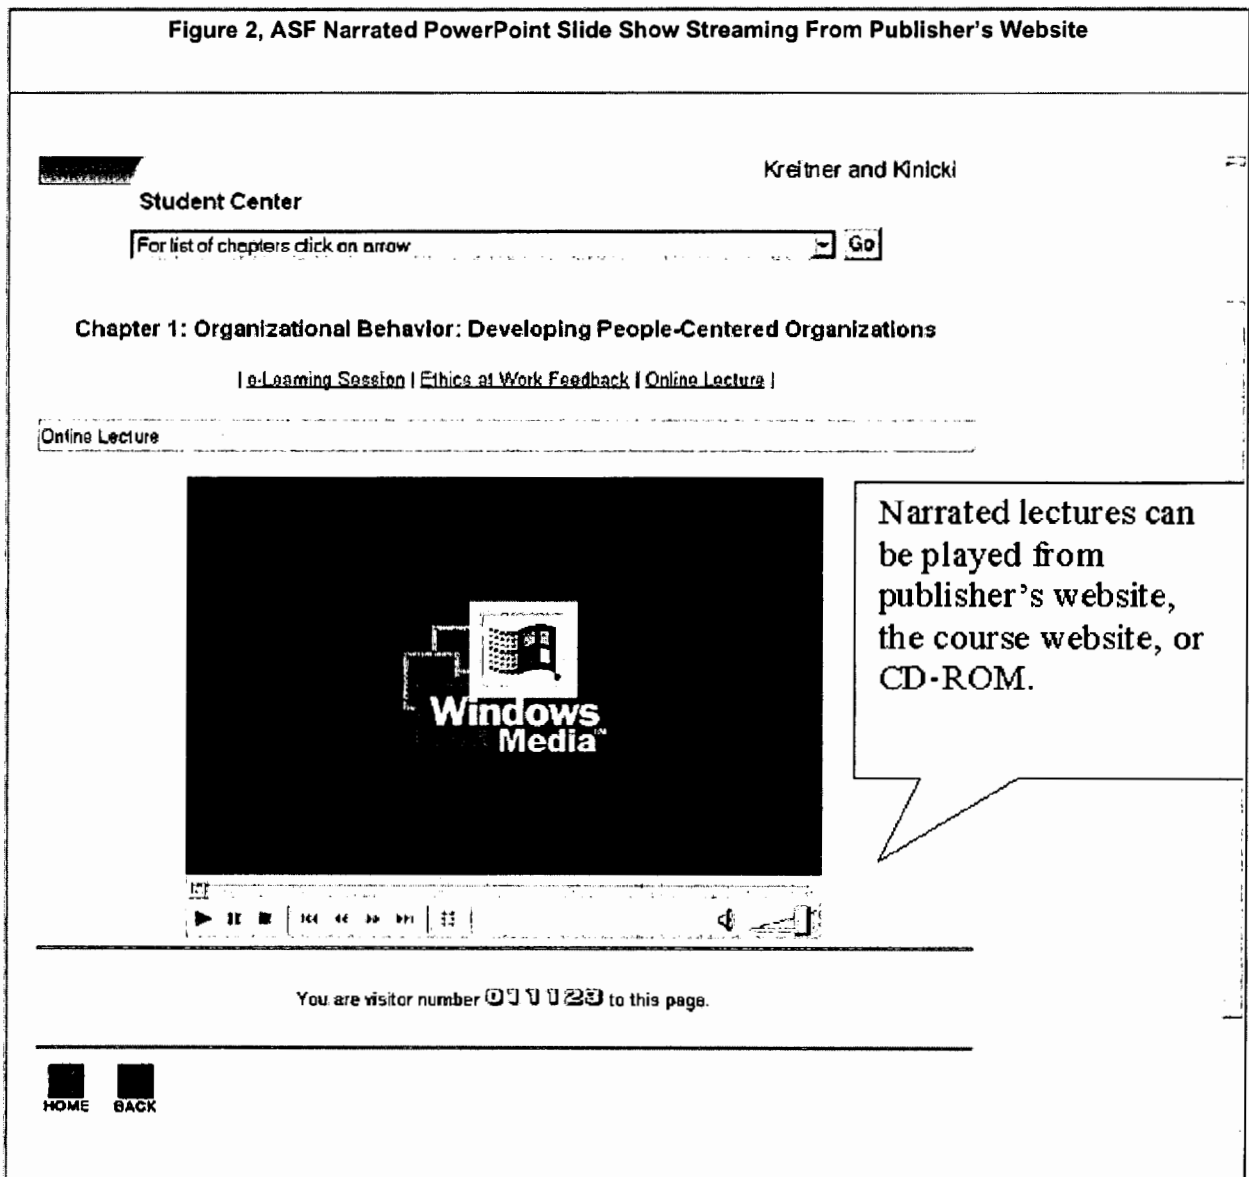 Figure 2, ASF Narrated PowerPoint Slide Show Streaming From Publisher's Website
Kreitner and Kinicki
Student Center
For list of chapters click on arrow
Go
Chapter 1: Organizational Behavior: Developing People-Centered Organizations
| e-Learning Session | Ethics at Work Feedback | Online Lecture |
Online Lecture
Narrated lectures can
be played from
publisher's website,
the course website, or
CD-ROM.
Windows
Media™
You are visitor number 011123 to this page.
HOME BACK